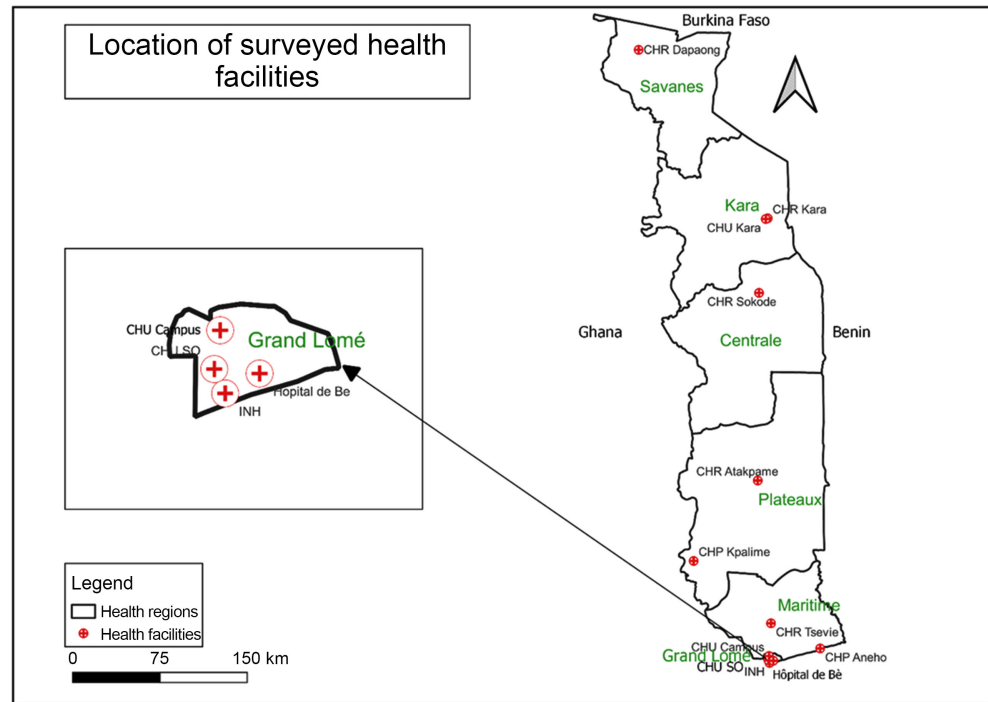 Location of surveyed health
facilities
Burkina Faso
CHR Dapaong
Savanes
Kara
CHR Kara
CHU Kara
CHR Sokode
Ghana
Centrale
Benin
CHR Atakpame
Plateaux
CHP Kpalime
Maritime
CHR Tsevie
CHU Campus
Grand Lomé
CHP Aneho
CHU SO
INH
Hôpital de Bè
CHU Campus
Grand Lomé
CHU SO
Hopital de Be
INH
Legend
Health regions
Health facilities
0 75 150 km